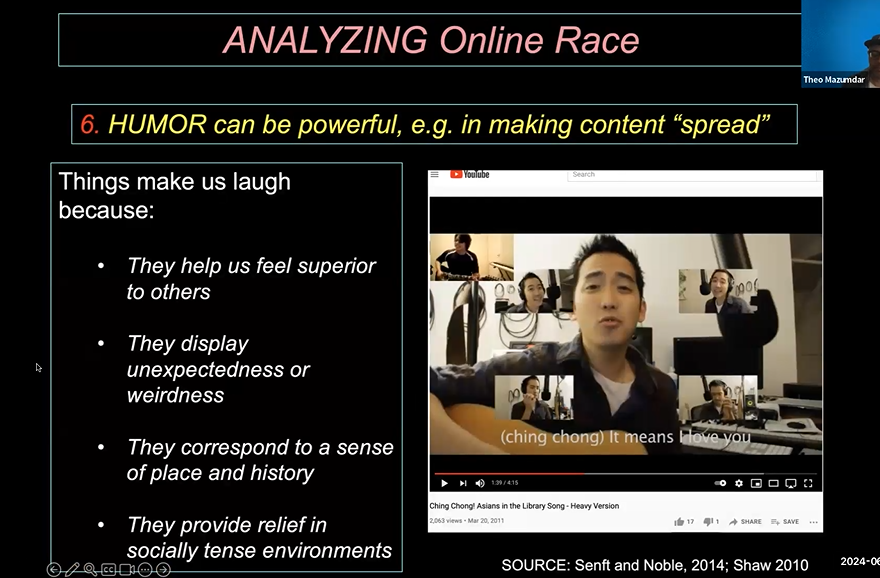 ANALYZING Online Race
Theo Mazumdar
6. HUMOR can be powerful, e.g. in making content “spread”
Things make us laugh
because:
• They help us feel superior
to others
• They display
unexpectedness or
weirdness
• They correspond to a sense
of place and history
• They provide relief in
socially tense environments
YouTube
Search
(ching chong) It means I love you
1:39 / 4:15
Ching Chong! Asians in the Library Song - Heavy Version
2,063 views • Mar 20, 2011
17
1
SHARE
SAVE
SOURCE: Senft and Noble, 2014; Shaw 2010
CC